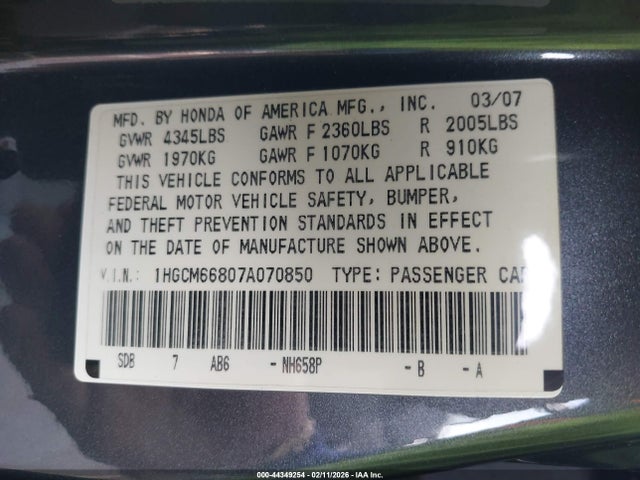 MFD. BY HONDA OF AMERICA MFG., INC. 03/07
GVWR 4345LBS GAWR F 2360LBS R 2005LBS
GVWR 1970KG GAWR F 1070KG R 910KG
THIS VEHICLE CONFORMS TO ALL APPLICABLE
FEDERAL MOTOR VEHICLE SAFETY, BUMPER,
AND THEFT PREVENTION STANDARDS IN EFFECT
ON THE DATE OF MANUFACTURE SHOWN ABOVE.
V.I.N.: 1HGCM66807A070850 TYPE: PASSENGER CAR
SDB 7 AB6 -NH658P -B -A
000-44349254 - 02/11/2026 - IAA Inc.